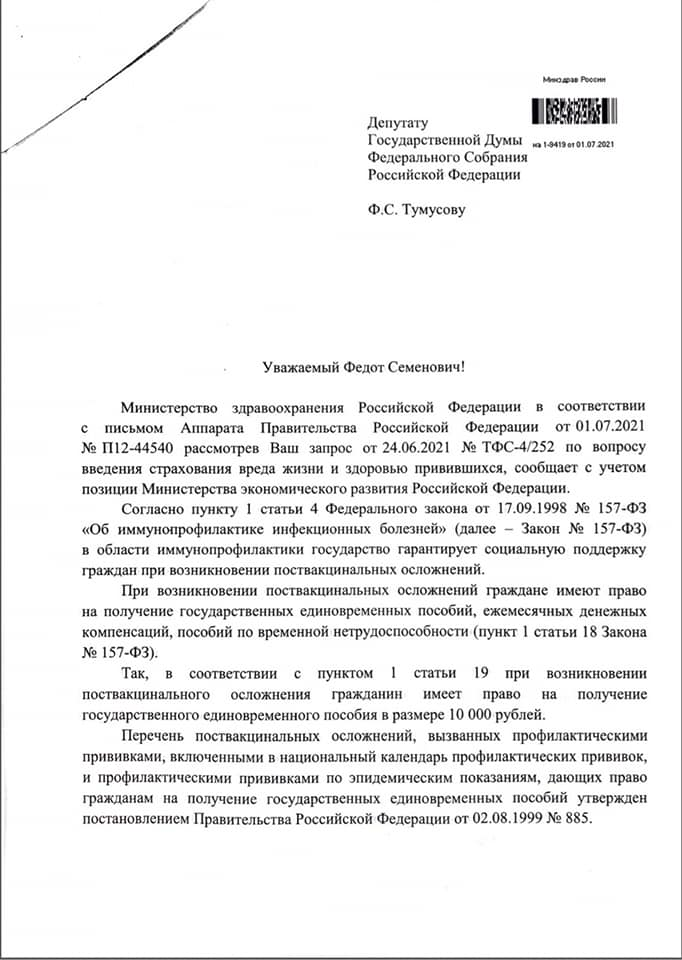 Минздрав России
на 1-9419 от 01.07.2021
Депутату
Государственной Думы
Федерального Собрания
Российской Федерации
Ф.С. Тумусову
Уважаемый Федот Семенович!
Министерство здравоохранения Российской Федерации в соответствии
с письмом Аппарата Правительства Российской Федерации от 01.07.2021
№ П12-44540 рассмотрев Ваш запрос от 24.06.2021 № ТФС-4/252 по вопросу
введения страхования вреда жизни и здоровью привившихся, сообщает с учетом
позиции Министерства экономического развития Российской Федерации.
Согласно пункту 1 статьи 4 Федерального закона от 17.09.1998 № 157-ФЗ
«Об иммунопрофилактике инфекционных болезней» (далее – Закон № 157-ФЗ)
в области иммунопрофилактики государство гарантирует социальную поддержку
граждан при возникновении поствакцинальных осложнений.
При возникновении поствакцинальных осложнений граждане имеют право
на получение государственных единовременных пособий, ежемесячных денежных
компенсаций, пособий по временной нетрудоспособности (пункт 1 статьи 18 Закона
№ 157-ФЗ).
Так, в соответствии с пунктом 1 статьи 19 при возникновении
поствакцинального осложнения гражданин имеет право на получение
государственного единовременного пособия в размере 10 000 рублей.
Перечень поствакцинальных осложнений, вызванных профилактическими
прививками, включенными в национальный календарь профилактических прививок,
и профилактическими прививками по эпидемическим показаниям, дающих право
гражданам на получение государственных единовременных пособий утвержден
постановлением Правительства Российской Федерации от 02.08.1999 № 885.